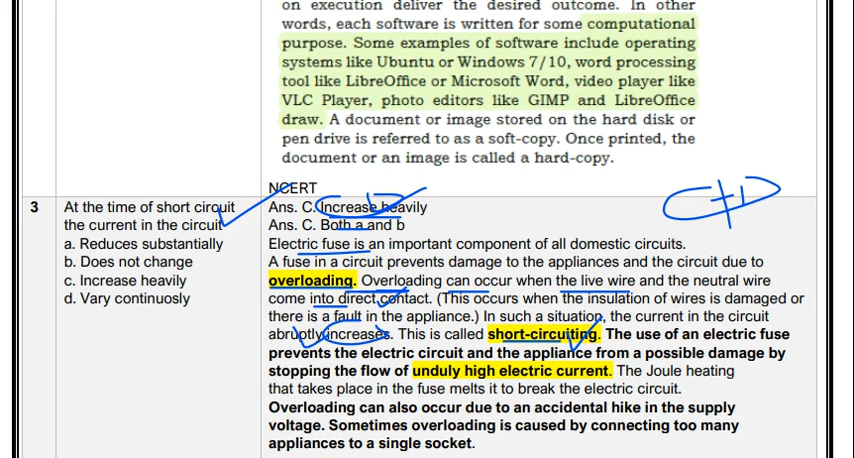 on execution deliver the desired outcome. In other
words, each software is written for some computational
purpose. Some examples of software include operating
systems like Ubuntu or Windows 7/10, word processing
tool like LibreOffice or Microsoft Word, video player like
VLC Player, photo editors like GIMP and LibreOffice
draw. A document or image stored on the hard disk or
pen drive is referred to as a soft-copy. Once printed, the
document or an image is called a hard-copy.
NCERT
3
At the time of short circuit
the current in the circuit
a. Reduces substantially
b. Does not change
c. Increase heavily
d. Vary continuosly
Ans. C. Increase heavily
Ans. C. Both a and b
Electric fuse is an important component of all domestic circuits.
A fuse in a circuit prevents damage to the appliances and the circuit due to
overloading. Overloading can occur when the live wire and the neutral wire
come into direct contact. (This occurs when the insulation of wires is damaged or
there is a fault in the appliance.) In such a situation, the current in the circuit
abruptly increases. This is called short-circuiting. The use of an electric fuse
prevents the electric circuit and the appliance from a possible damage by
stopping the flow of unduly high electric current. The Joule heating
that takes place in the fuse melts it to break the electric circuit.
Overloading can also occur due to an accidental hike in the supply
voltage. Sometimes overloading is caused by connecting too many
appliances to a single socket.